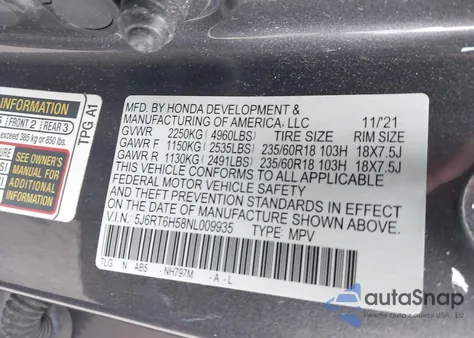 INFORMATION
5 FRONT 2 REAR 3
exceed 385 kg or 850 lbs.
SEE OWNER'S
MANUAL FOR
ADDITIONAL
INFORMATION
TPG A1
MFD. BY HONDA DEVELOPMENT &
MANUFACTURING OF AMERICA, LLC 11/21
GVWR 2250KG ( 4960LBS) TIRE SIZE RIM SIZE
GAWR F 1150KG ( 2535LBS) 235/60R18 103H 18X7.5J
GAWR R 1130KG ( 2491LBS) 235/60R18 103H 18X7.5J
THIS VEHICLE CONFORMS TO ALL APPLICABLE
FEDERAL MOTOR VEHICLE SAFETY
AND THEFT PREVENTION STANDARDS IN EFFECT
ON THE DATE OF MANUFACTURE SHOWN ABOVE.
V.I.N.: 5J6RT6H58NL009935 TYPE: MPV
TLG N AB5 - NH797M - A - L
autoSnap